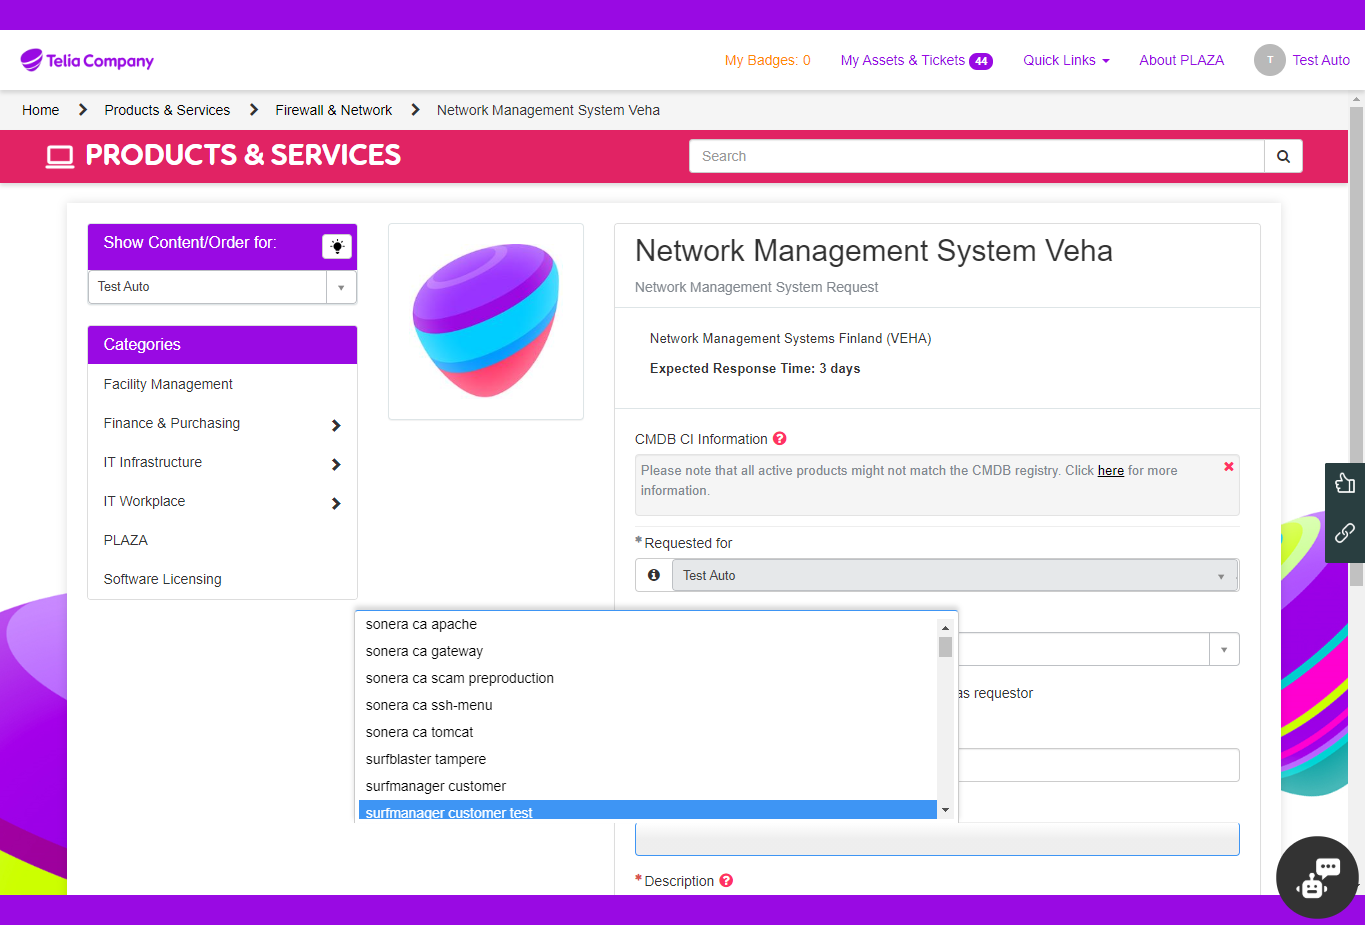 Telia Company
My Badges: 0
My Assets & Tickets 44
Quick Links
About PLAZA
T
Test Auto
Home
Products & Services
Firewall & Network
Network Management System Veha
PRODUCTS & SERVICES
Search
Show Content/Order for:
Test Auto
Categories
Facility Management
Finance & Purchasing
IT Infrastructure
IT Workplace
PLAZA
Software Licensing
Network Management System Veha
Network Management System Request
Network Management Systems Finland (VEHA)
Expected Response Time: 3 days
CMDB CI Information
Please note that all active products might not match the CMDB registry. Click here for more
information.
* Requested for
Test Auto
sonera ca apache
sonera ca gateway
sonera ca scam preproduction
sonera ca ssh-menu
sonera ca tomcat
surfblaster tampere
surfmanager customer
surfmanager customer test
as requestor
* Description